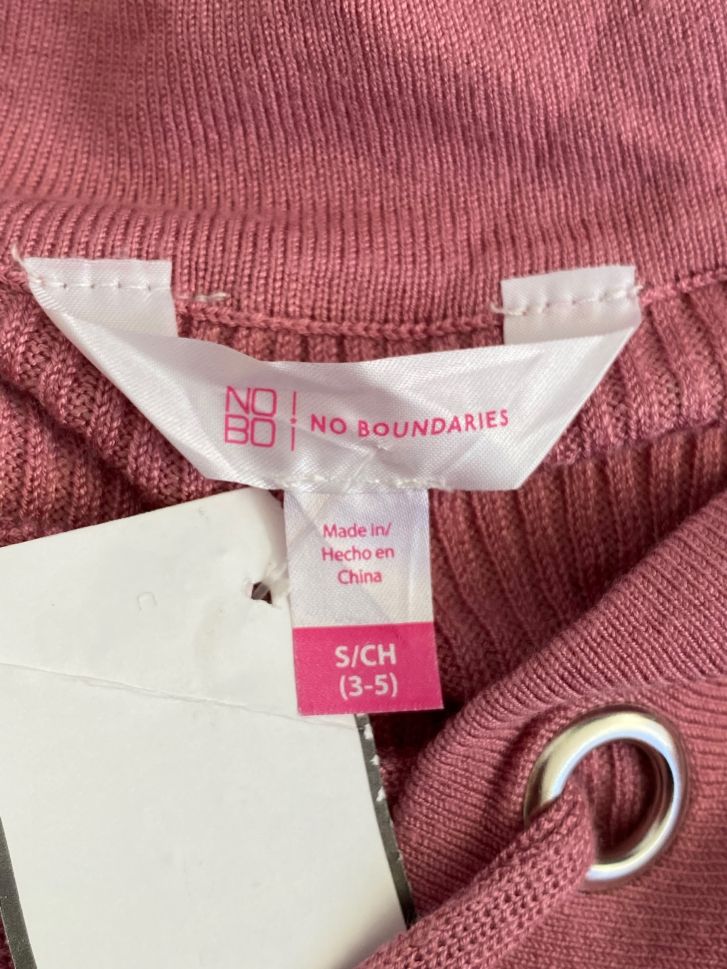 NO
BO
NO BOUNDARIES
Made in/
Hecho en
China
S/CH
(3-5)